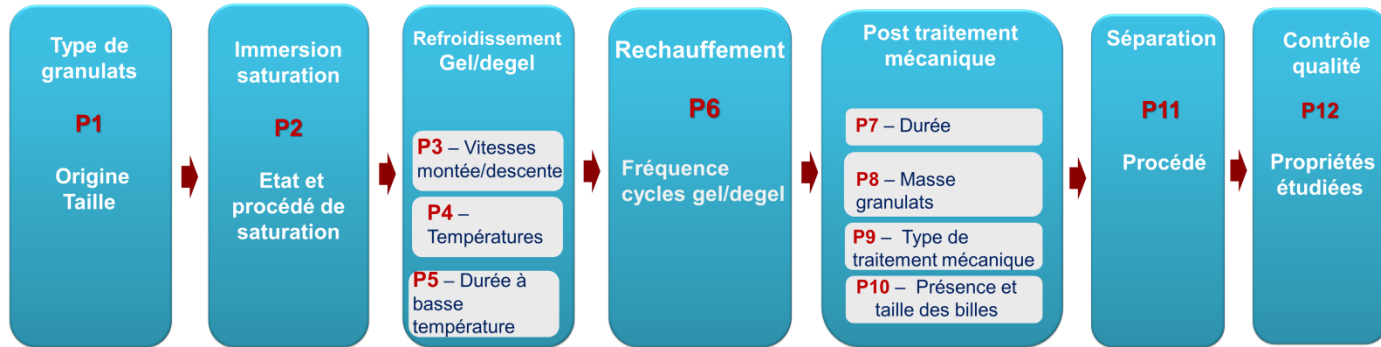 Type de
granulats
P1
Origine
Taille
Immersion
saturation
P2
Etat et
procédé de
saturation
Refroidissement
Gel/degel
P3 – Vitesses
montée/descente
P4 –
Températures
P5 – Durée à
basse
température
Rechauffement
P6
Fréquence
cycles gel/degel
Post traitement
mécanique
P7 – Durée
P8 – Masse
granulats
P9 – Type de
traitement mécanique
P10 – Présence et
taille des billes
Séparation
P11
Procédé
Contrôle
qualité
P12
Propriétés
étudiées